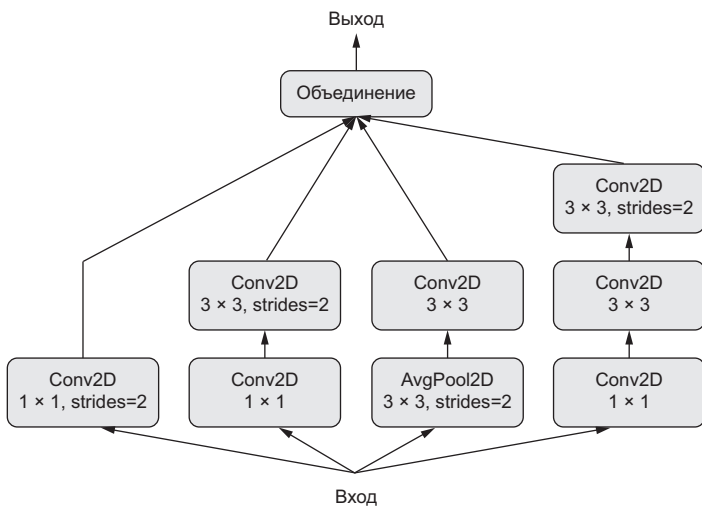 Выход
Объединение
Conv2D
3 × 3, strides=2
Conv2D
3 × 3, strides=2
Conv2D
3 × 3
Conv2D
3 × 3
Conv2D
1 × 1, strides=2
Conv2D
1 × 1
AvgPool2D
3 × 3, strides=2
Conv2D
1 × 1
Вход